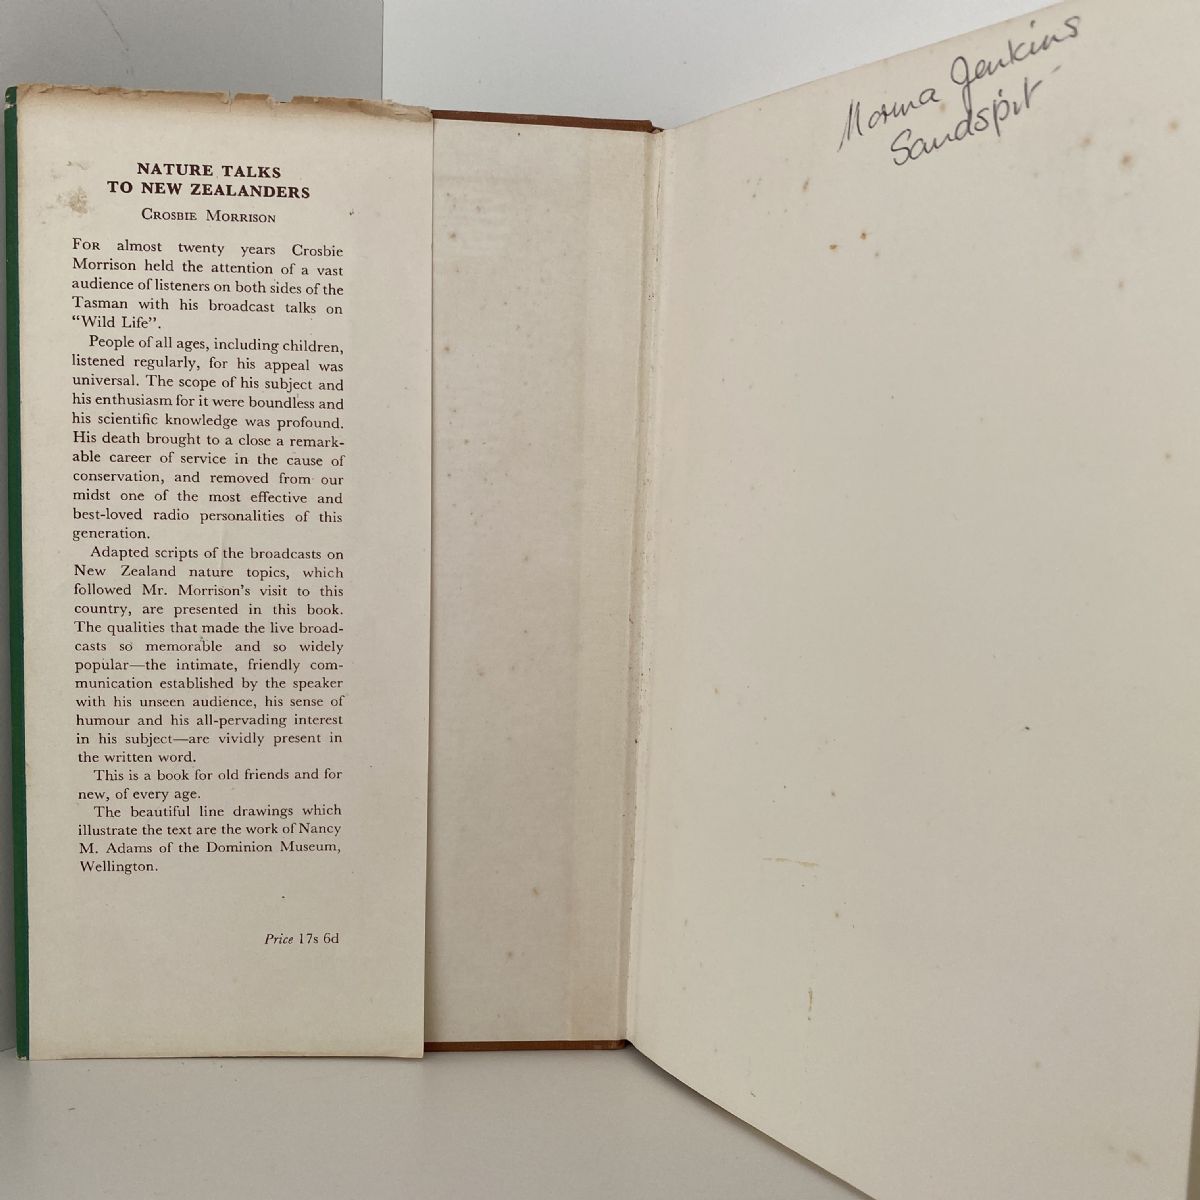 NATURE TALKS
TO NEW ZEALANDERS
CROSBIE MORRISON
FOR almost twenty years Crosbie
Morrison held the attention of a vast
audience of listeners on both sides of the
Tasman with his broadcast talks on
“Wild Life”.
People of all ages, including children,
listened regularly, for his appeal was
universal. The scope of his subject and
his enthusiasm for it were boundless and
his scientific knowledge was profound.
His death brought to a close a remark-
able career of service in the cause of
conservation, and removed from our
midst one of the most effective and
best-loved radio personalities of this
generation.
Adapted scripts of the broadcasts on
New Zealand nature topics, which
followed Mr. Morrison’s visit to this
country, are presented in this book.
The qualities that made the live broad-
casts so memorable and so widely
popular—the intimate, friendly com-
munication established by the speaker
with his unseen audience, his sense of
humour and his all-pervading interest
in his subject—are vividly present in
the written word.
This is a book for old friends and for
new, of every age.
The beautiful line drawings which
illustrate the text are the work of Nancy
M. Adams of the Dominion Museum,
Wellington.
Price 17s 6d
Norma Jenkins
Sandspit